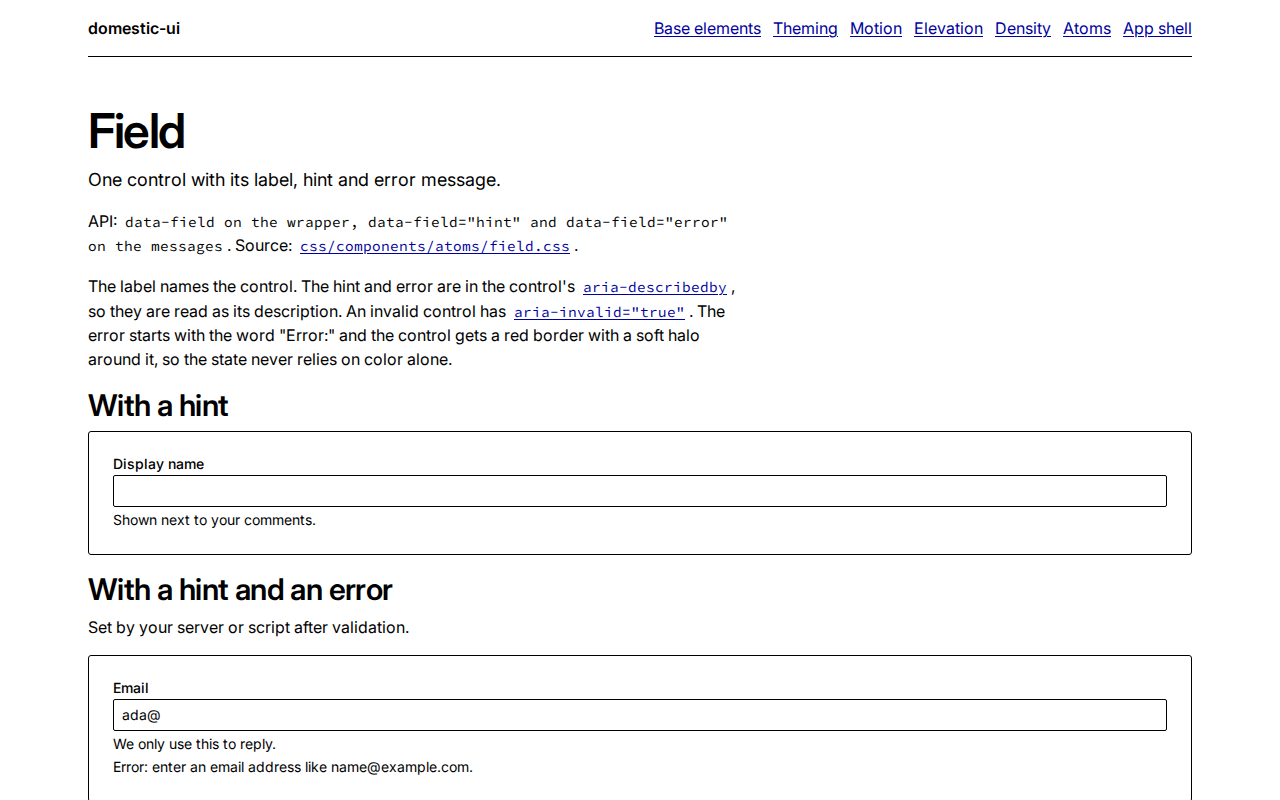 domestic-ui
Base elements Theming Motion Elevation Density Atoms App shell
Field
One control with its label, hint and error message.
API: data-field on the wrapper, data-field="hint" and data-field="error"
on the messages. Source: css/components/atoms/field.css.
The label names the control. The hint and error are in the control's aria-describedby,
so they are read as its description. An invalid control has aria-invalid="true". The
error starts with the word "Error:" and the control gets a red border with a soft halo
around it, so the state never relies on color alone.
With a hint
Display name
Shown next to your comments.
With a hint and an error
Set by your server or script after validation.
Email
ada@
We only use this to reply.
Error: enter an email address like name@example.com.